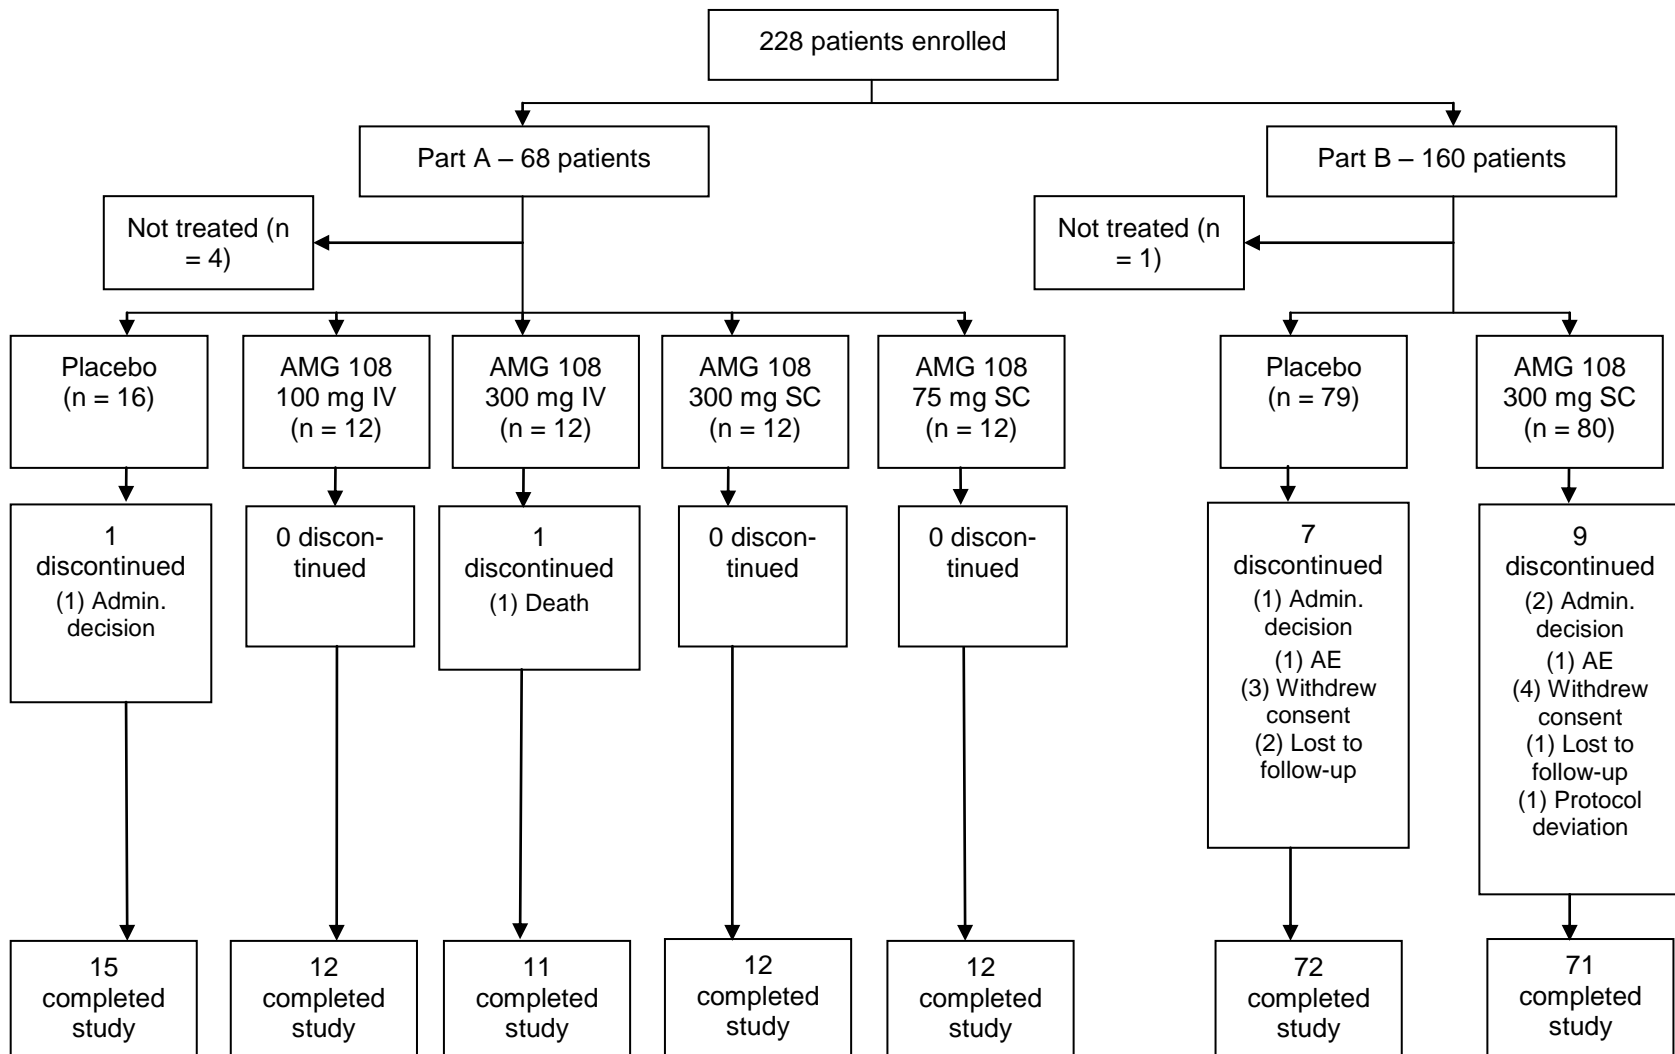 228 patients enrolled
Part A – 68 patients
Part B – 160 patients
Not treated (n
= 4)
Not treated (n
= 1)
Placebo
(n = 16)
AMG 108
100 mg IV
(n = 12)
AMG 108
300 mg IV
(n = 12)
AMG 108
300 mg SC
(n = 12)
AMG 108
75 mg SC
(n = 12)
Placebo
(n = 79)
AMG 108
300 mg SC
(n = 80)
1
discontinued
(1) Admin.
decision
0 discon-
tinued
1
discontinued
(1) Death
0 discon-
tinued
0 discon-
tinued
7
discontinued
(1) Admin.
decision
(1) AE
(3) Withdrew
consent
(2) Lost to
follow-up
9
discontinued
(2) Admin.
decision
(1) AE
(4) Withdrew
consent
(1) Lost to
follow-up
(1) Protocol
deviation
15
completed
study
12
completed
study
11
completed
study
12
completed
study
12
completed
study
72
completed
study
71
completed
study